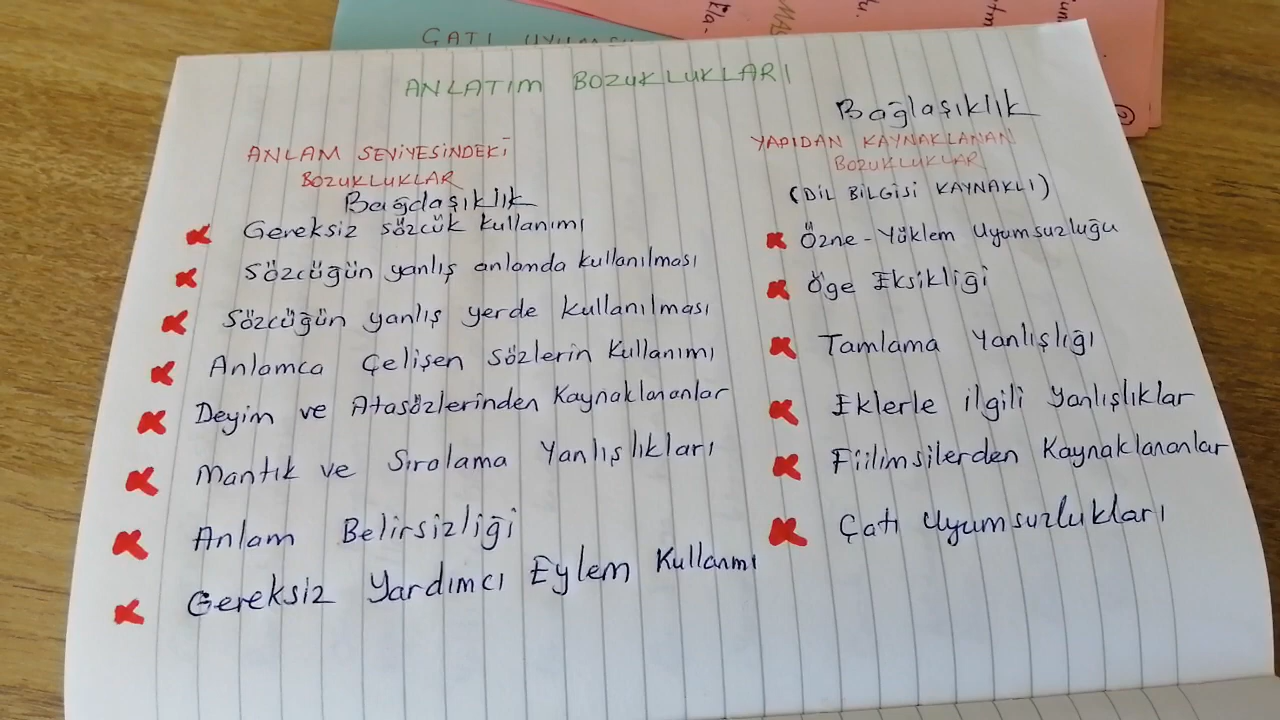 ÇATI
ANLATIM BOZUKLUKLARI
ANLAM SEVİYESİNDEKİ
BOZUKLUKLAR
Bağdaşıklık
Gereksiz sözcük kullanımı
Sözcüğün yanlış anlamda kullanılması
Sözcüğün yanlış yerde kullanılması
Anlamca Çelişen Sözlerin Kullanımı
Deyim ve Atasözlerinden Kaynaklananlar
Mantık ve Sıralama Yanlışlıkları
Anlam Belirsizliği
Gereksiz Yardımcı Eylem Kullanmı
Bağlaşıklık
YAPIDAN KAYNAKLANAN
BOZUKLUKLAR
(DİL BİLGİSİ KAYNAKLI)
Özne-Yüklem Uyumsuzluğu
Öge Eksikliği
Tamlama Yanlışlığı
Eklerle ilgili Yanlışlıklar
Fiilimsilerden Kaynaklananlar
Çatı Uyumsuzlukları